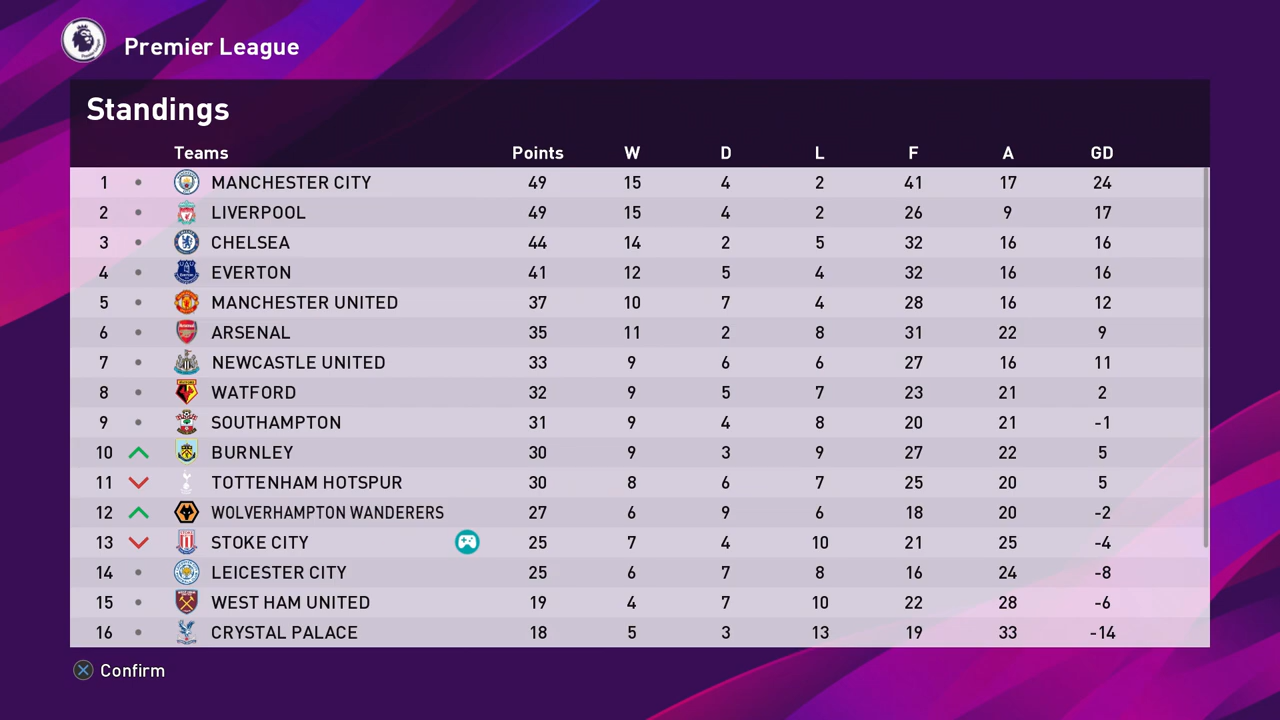 Premier League
Standings
Teams Points W D L F A GD
1 MANCHESTER CITY 49 15 4 2 41 17 24
2 LIVERPOOL 49 15 4 2 26 9 17
3 CHELSEA 44 14 2 5 32 16 16
4 EVERTON 41 12 5 4 32 16 16
5 MANCHESTER UNITED 37 10 7 4 28 16 12
6 ARSENAL 35 11 2 8 31 22 9
7 NEWCASTLE UNITED 33 9 6 6 27 16 11
8 WATFORD 32 9 5 7 23 21 2
9 SOUTHAMPTON 31 9 4 8 20 21 -1
10 BURNLEY 30 9 3 9 27 22 5
11 TOTTENHAM HOTSPUR 30 8 6 7 25 20 5
12 WOLVERHAMPTON WANDERERS 27 6 9 6 18 20 -2
13 STOKE CITY 25 7 4 10 21 25 -4
14 LEICESTER CITY 25 6 7 8 16 24 -8
15 WEST HAM UNITED 19 4 7 10 22 28 -6
16 CRYSTAL PALACE 18 5 3 13 19 33 -14
Confirm